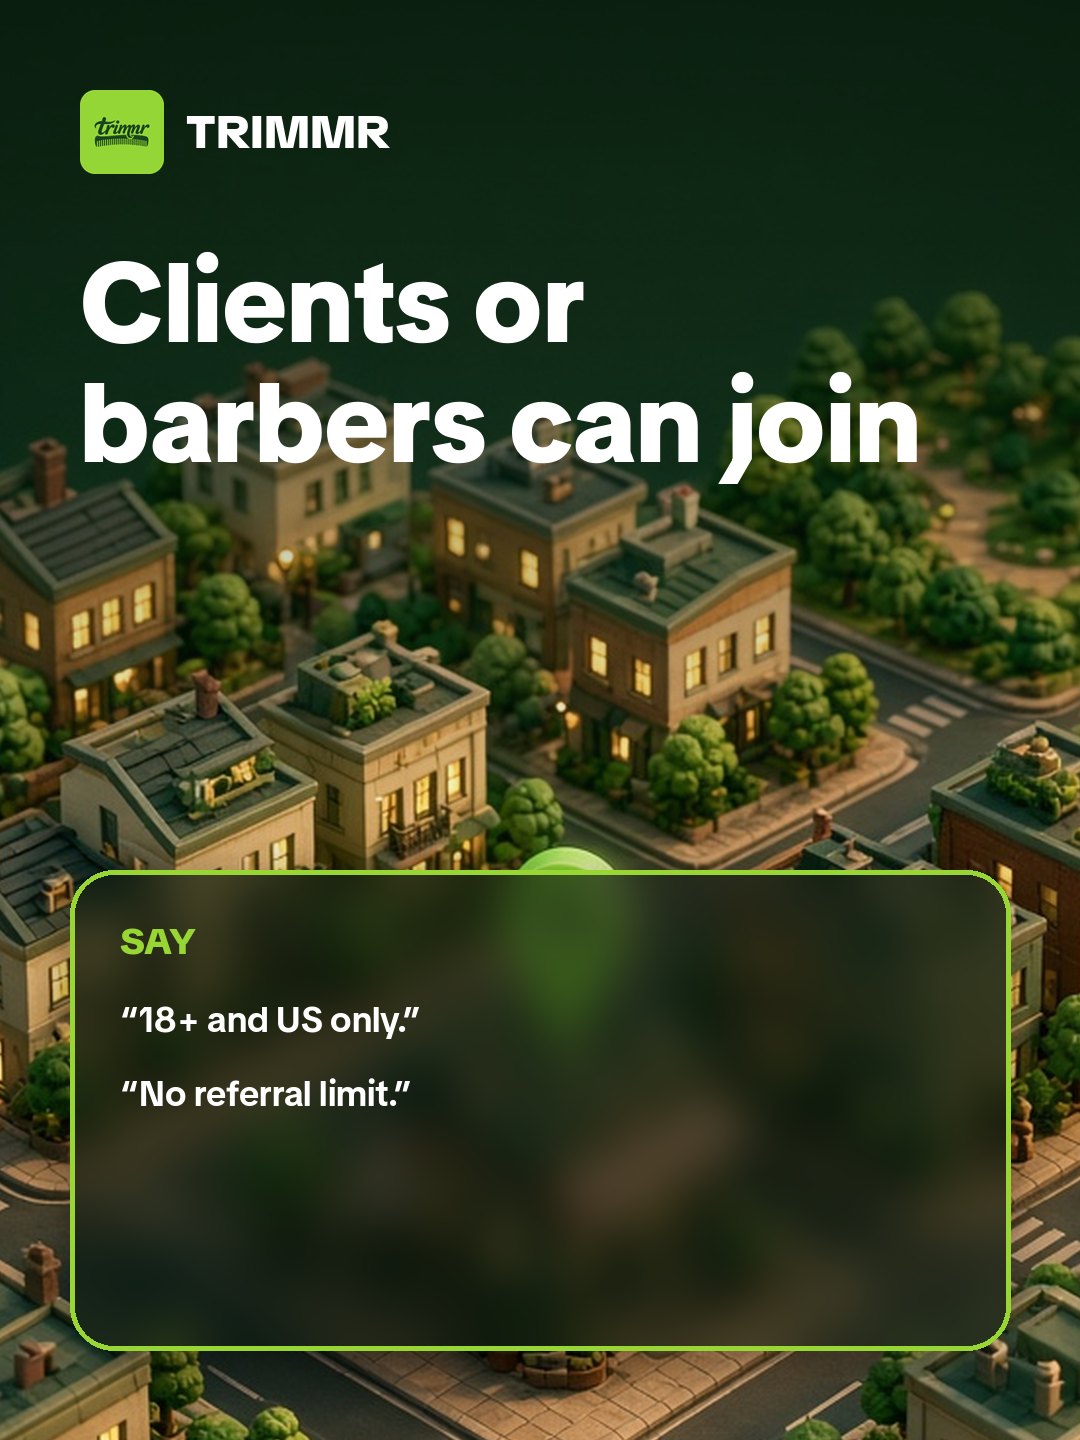 trimmr
TRIMMR
Clients or
barbers can join
SAY
“18+ and US only.”
“No referral limit.”